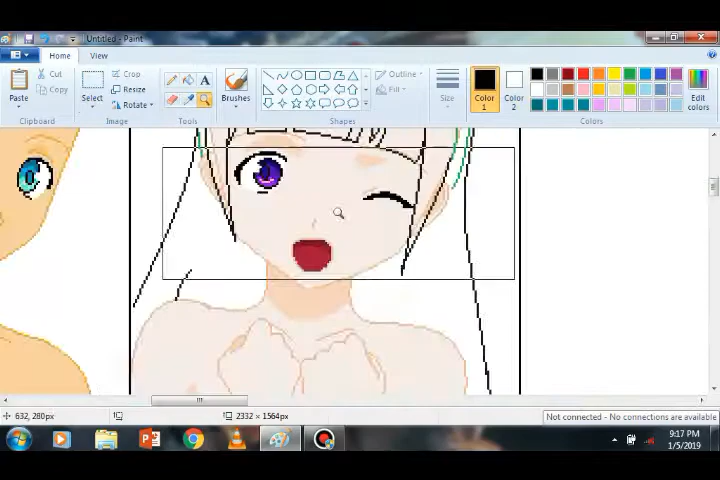 Untitled - Paint
Home View
Paste
Cut
Copy
Clipboard
Select
Crop
Resize
Rotate
Image
A
Tools
Brushes
Outline
Fill
Shapes
Size
Color 1
Color 2
Edit colors
Colors
632, 280px
2332 × 1564px
Not connected - No connections are available
9:17 PM
1/5/2019